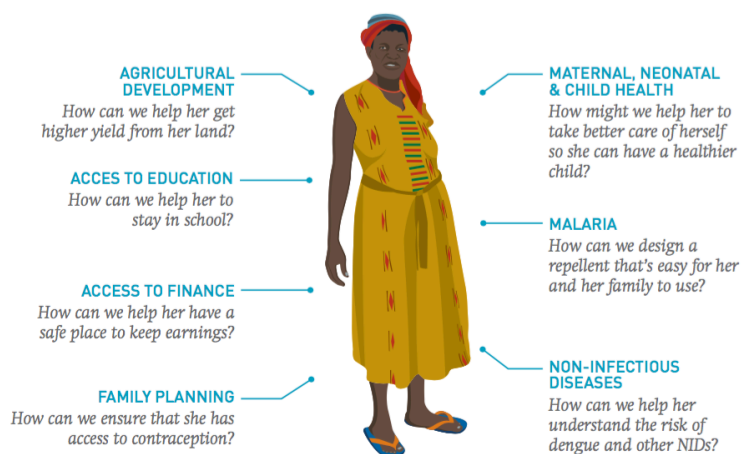 AGRICULTURAL
DEVELOPMENT
How can we help her get
higher yield from her land?
ACCES TO EDUCATION
How can we help her to
stay in school?
ACCESS TO FINANCE
How can we help her have a
safe place to keep earnings?
FAMILY PLANNING
How can we ensure that she has
access to contraception?
MATERNAL, NEONATAL
& CHILD HEALTH
How might we help her to
take better care of herself
so she can have a healthier
child?
MALARIA
How can we design a
repellent that's easy for her
and her family to use?
NON-INFECTIOUS
DISEASES
How can we help her
understand the risk of
dengue and other NIDs?